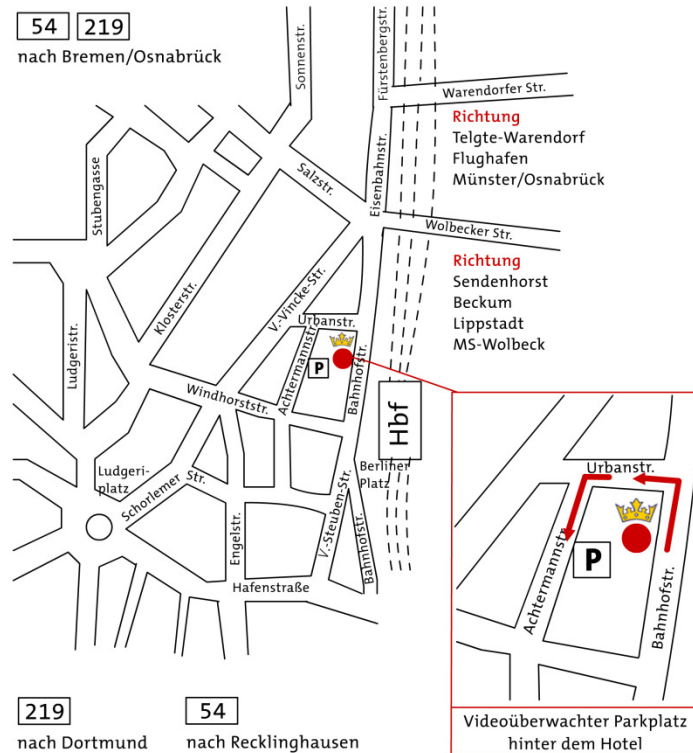 54 219
nach Bremen/Osnabrück
Sonnenstr.
Fürstenbergstr.
Warendorfer Str.
Richtung
Telgte-Warendorf
Flughafen
Münster/Osnabrück
Stubengasse
Salzstr.
Eisenbahnstr.
Wolbecker Str.
Richtung
Sendenhorst
Beckum
Lippstadt
MS-Wolbeck
Klosterstr.
V.-Vincke-Str.
Ludgeristr.
Urbanstr.
Achtermannstr.
P
Bahnhofstr.
Windhorststr.
Hbf
Berliner
Platz
Ludgeri-
platz
Schorlemer Str.
Engelstr.
V.-Steuben-Str.
Bahnhofstr.
Hafenstraße
Urbanstr.
P
Achtermannstr.
Bahnhofstr.
Videoüberwachter Parkplatz
hinter dem Hotel
219
nach Dortmund
54
nach Recklinghausen